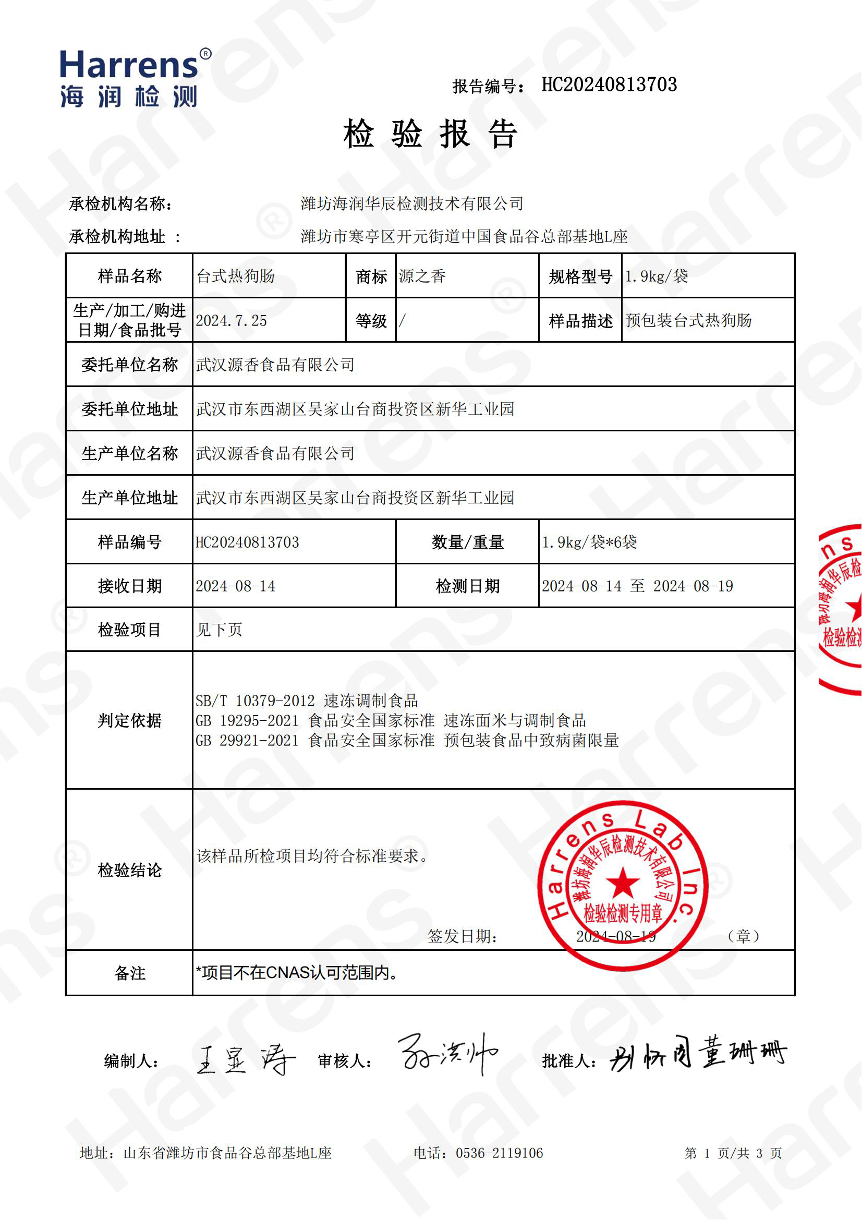 Harrens®
海润检测
报告编号： HC20240813703
检验报告
承检机构名称： 潍坊海润华辰检测技术有限公司
承检机构地址 : 潍坊市寒亭区开元街道中国食品谷总部基地L座
样品名称 台式热狗肠 商标 源之香 规格型号 1.9kg/袋
生产/加工/购进日期/食品批号 2024.7.25 等级 / 样品描述 预包装台式热狗肠
委托单位名称 武汉源香食品有限公司
委托单位地址 武汉市东西湖区吴家山台商投资区新华工业园
生产单位名称 武汉源香食品有限公司
生产单位地址 武汉市东西湖区吴家山台商投资区新华工业园
样品编号 HC20240813703 数量/重量 1.9kg/袋*6袋
接收日期 2024 08 14 检测日期 2024 08 14 至 2024 08 19
检验项目 见下页
判定依据
SB/T 10379-2012 速冻调制食品
GB 19295-2021 食品安全国家标准 速冻面米与调制食品
GB 29921-2021 食品安全国家标准 预包装食品中致病菌限量
检验结论 该样品所检项目均符合标准要求。
Harrens Lab Inc.
潍坊海润华辰检测技术有限公司
检验检测专用章
签发日期： 2024-08-19 （章）
备注 *项目不在CNAS认可范围内。
编制人： 审核人： 批准人： 董珊珊
地址：山东省潍坊市食品谷总部基地L座 电话：0536 2119106 第 1 页/共 3 页